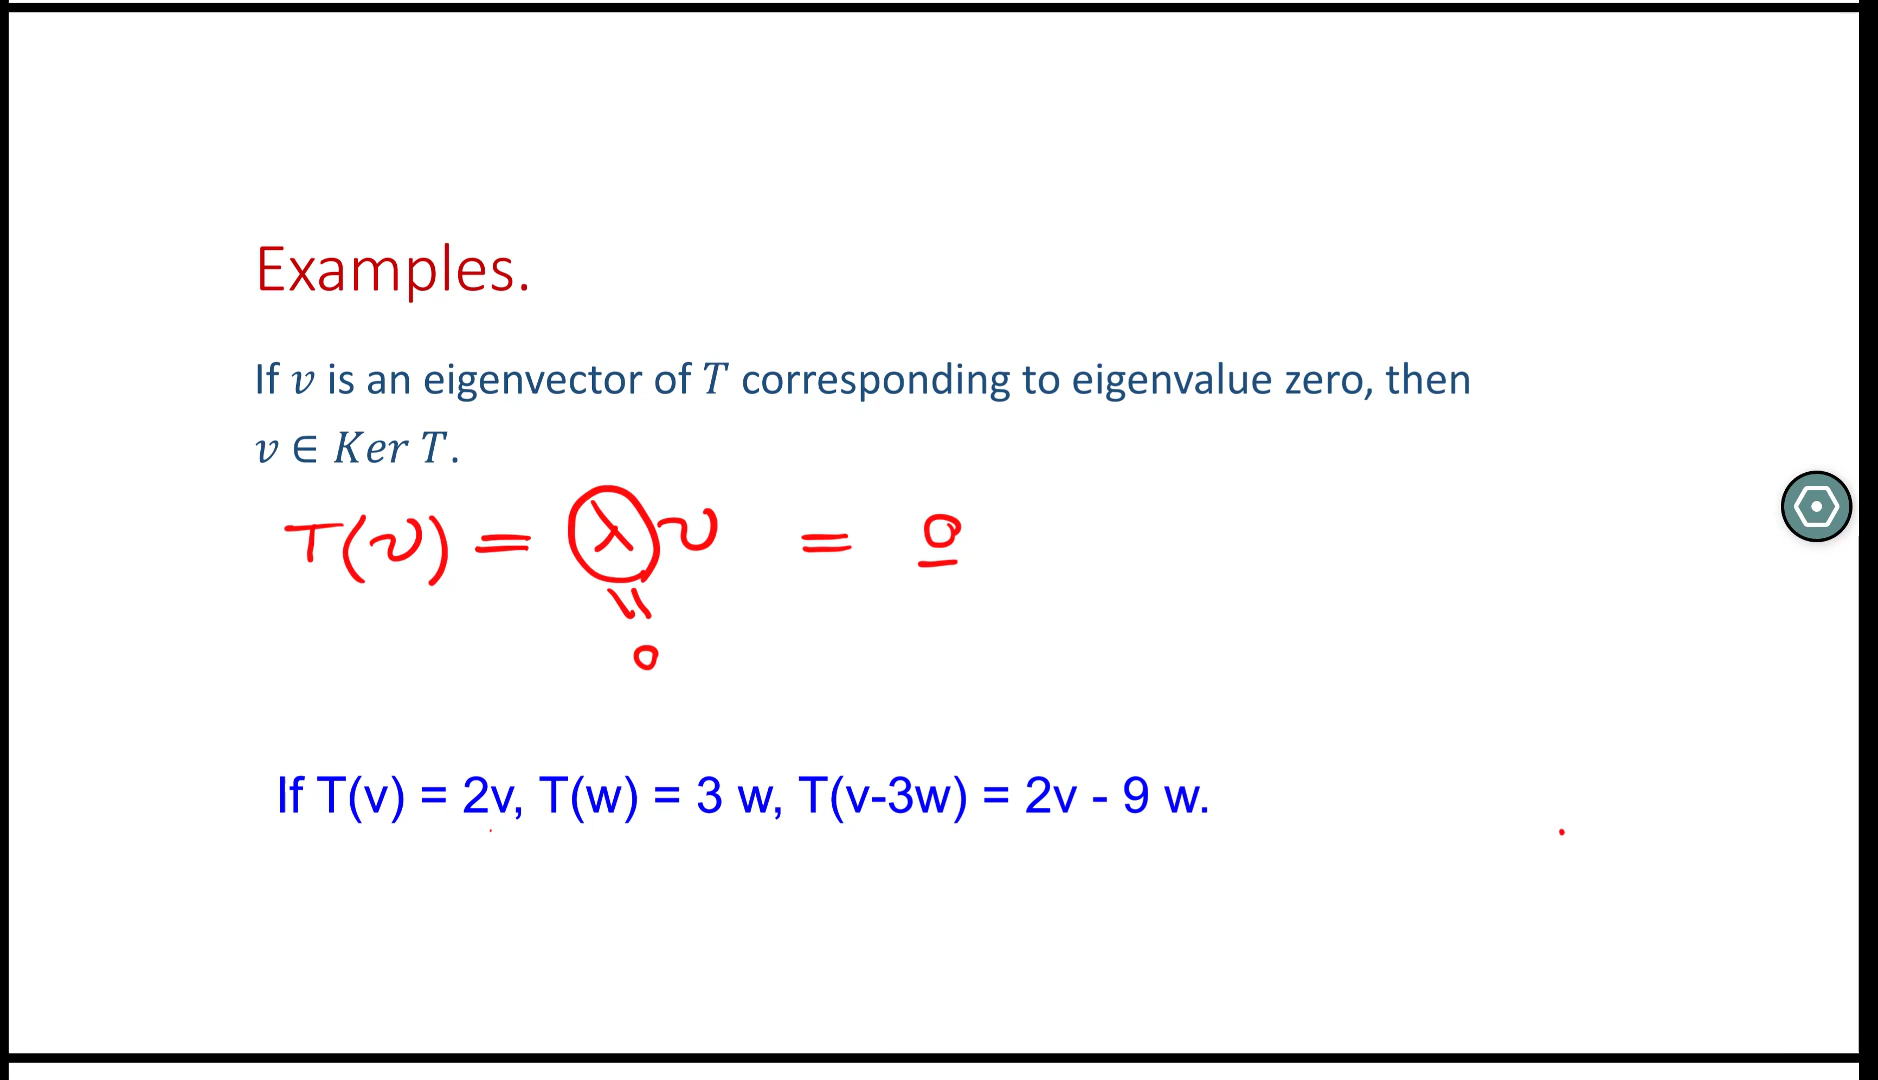 Examples.
If 𝑣 is an eigenvector of 𝑇 corresponding to eigenvalue zero, then
𝑣 ∈ 𝐾𝑒𝑟 𝑇.
T(v) = λv = 0
=
0
If T(v) = 2v, T(w) = 3 w, T(v-3w) = 2v - 9 w.